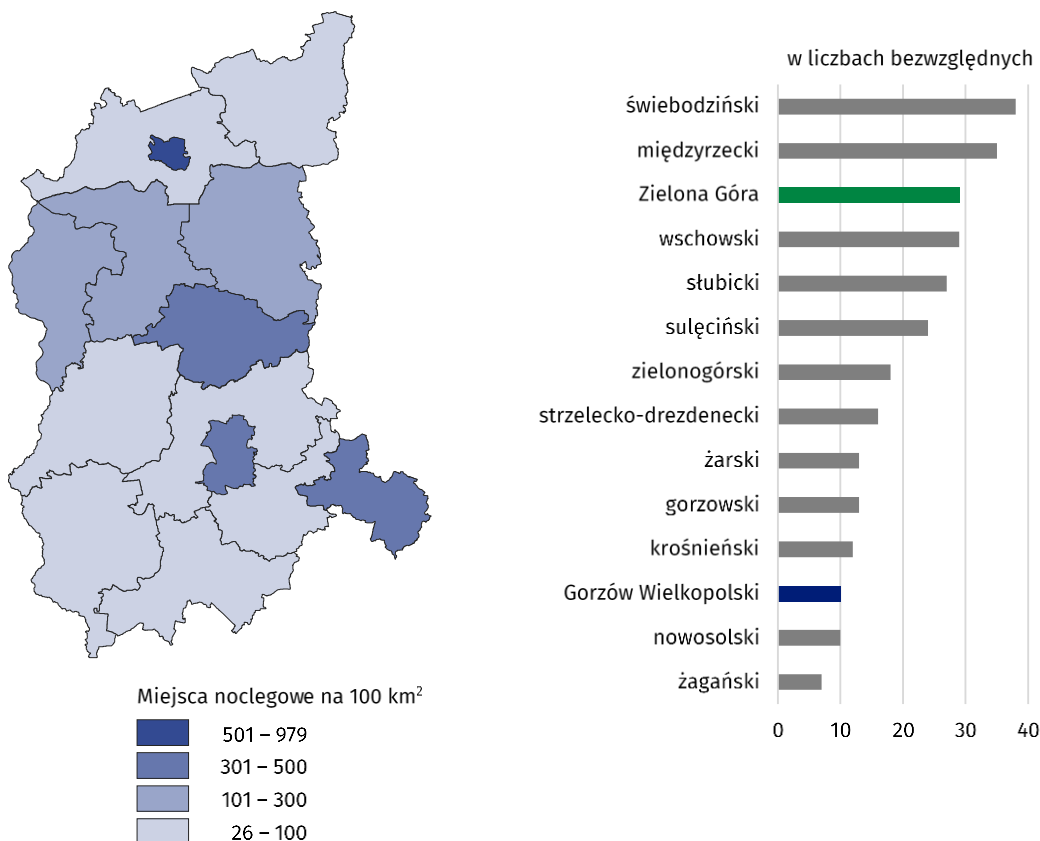 w liczbach bezwzględnych
świebodziński
międzyrzecki
Zielona Góra
wschowski
słubicki
sulęciński
zielonogórski
strzelecko-drezdenecki
żarski
gorzowski
krośnieński
Gorzów Wielkopolski
nowosolski
żagański
0 10 20 30 40
Miejsca noclegowe na 100 km²
501 – 979
301 – 500
101 – 300
26 – 100